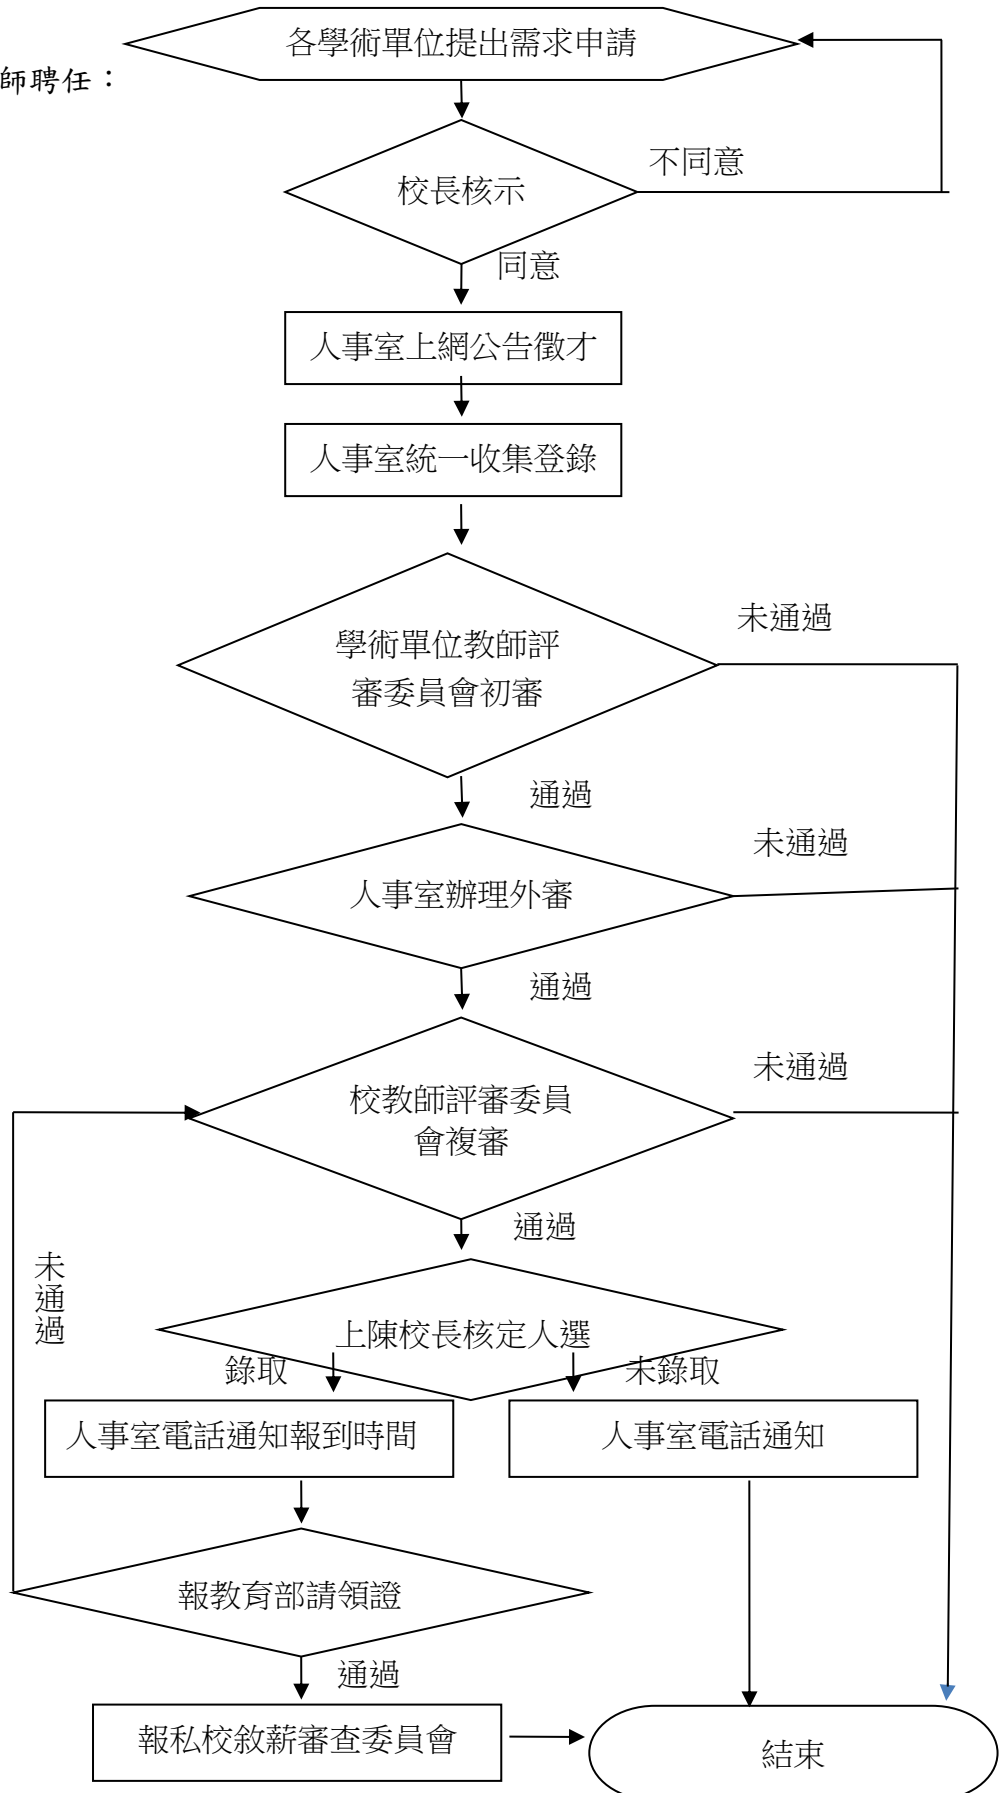 各學術單位提出需求申請
師聘任：
不同意
校長核示
同意
人事室上網公告徵才
人事室統一收集登錄
未通過
學術單位教師評
審委員會初審
通過
未通過
人事室辦理外審
通過
未通過
校教師評審委員
會複審
通過
未通過
上陳校長核定人選
錄取
未錄取
人事室電話通知報到時間
人事室電話通知
報教育部請領證
通過
報私校敘薪審查委員會
結束